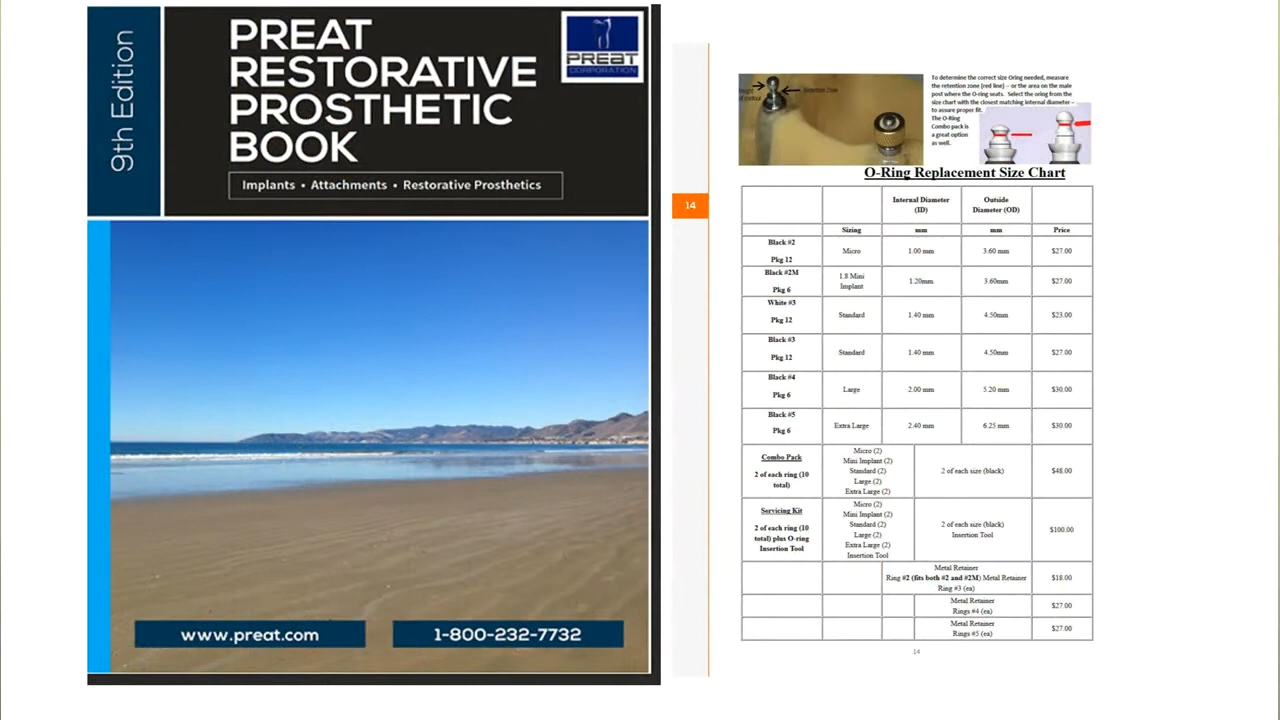 9th Edition
PREAT
RESTORATIVE
PROSTHETIC
BOOK
PREAT
CORPORATION
Implants • Attachments • Restorative Prosthetics
www.preat.com
1-800-232-7732
14
Retention Zone
To determine the correct size Oring needed, measure
the retention zone (red line) – or the area on the male
post where the O-ring seats. Select the oring from the
size chart with the closest matching internal diameter –
to assure proper fit.
The O-Ring
Combo pack is
a great option
as well.
O-Ring Replacement Size Chart
Internal Diameter
(ID)
Outside
Diameter (OD)
Sizing mm mm Price
Black #2
Pkg 12
Micro 1.00 mm 3.60 mm $27.00
Black #2M
Pkg 6
1.8 Mini
Implant
1.20mm 3.60mm $27.00
White #3
Pkg 12
Standard 1.40 mm 4.50mm $23.00
Black #3
Pkg 12
Standard 1.40 mm 4.50mm $27.00
Black #4
Pkg 6
Large 2.00 mm 5.20 mm $30.00
Black #5
Pkg 6
Extra Large 2.40 mm 6.25 mm $30.00
Combo Pack
2 of each ring (10
total)
Micro (2)
Mini Implant (2)
Standard (2)
Large (2)
Extra Large (2)
2 of each size (black)
$48.00
Servicing Kit
2 of each ring (10
total) plus O-ring
Insertion Tool
Micro (2)
Mini Implant (2)
Standard (2)
Large (2)
Extra Large (2)
Insertion Tool
2 of each size (black)
Insertion Tool
$100.00
Metal Retainer
Ring #2 (fits both #2 and #2M) Metal Retainer
Ring #3 (ea)
$18.00
Metal Retainer
Rings #4 (ea)
$27.00
Metal Retainer
Rings #5 (ea)
$27.00
14